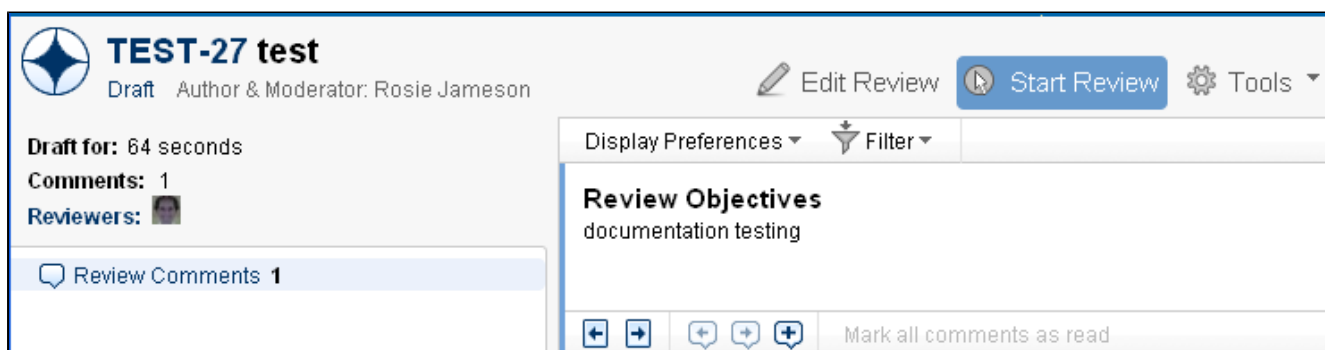 TEST-27 test
Draft Author & Moderator: Rosie Jameson
Edit Review Start Review Tools
Draft for: 64 seconds
Comments: 1
Reviewers:
Review Comments 1
Display Preferences Filter
Review Objectives
documentation testing
Mark all comments as read